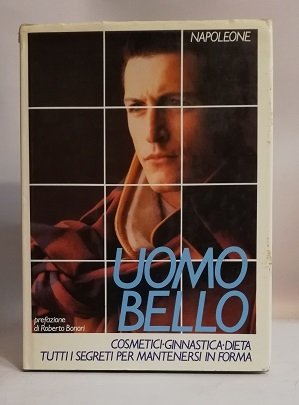 NAPOLEONE
UOMO
BELLO
prefazione
di Roberto Bonori
COSMETICI·GINNASTICA·DIETA
TUTTI I SEGRETI PER MANTENERSI IN FORMA